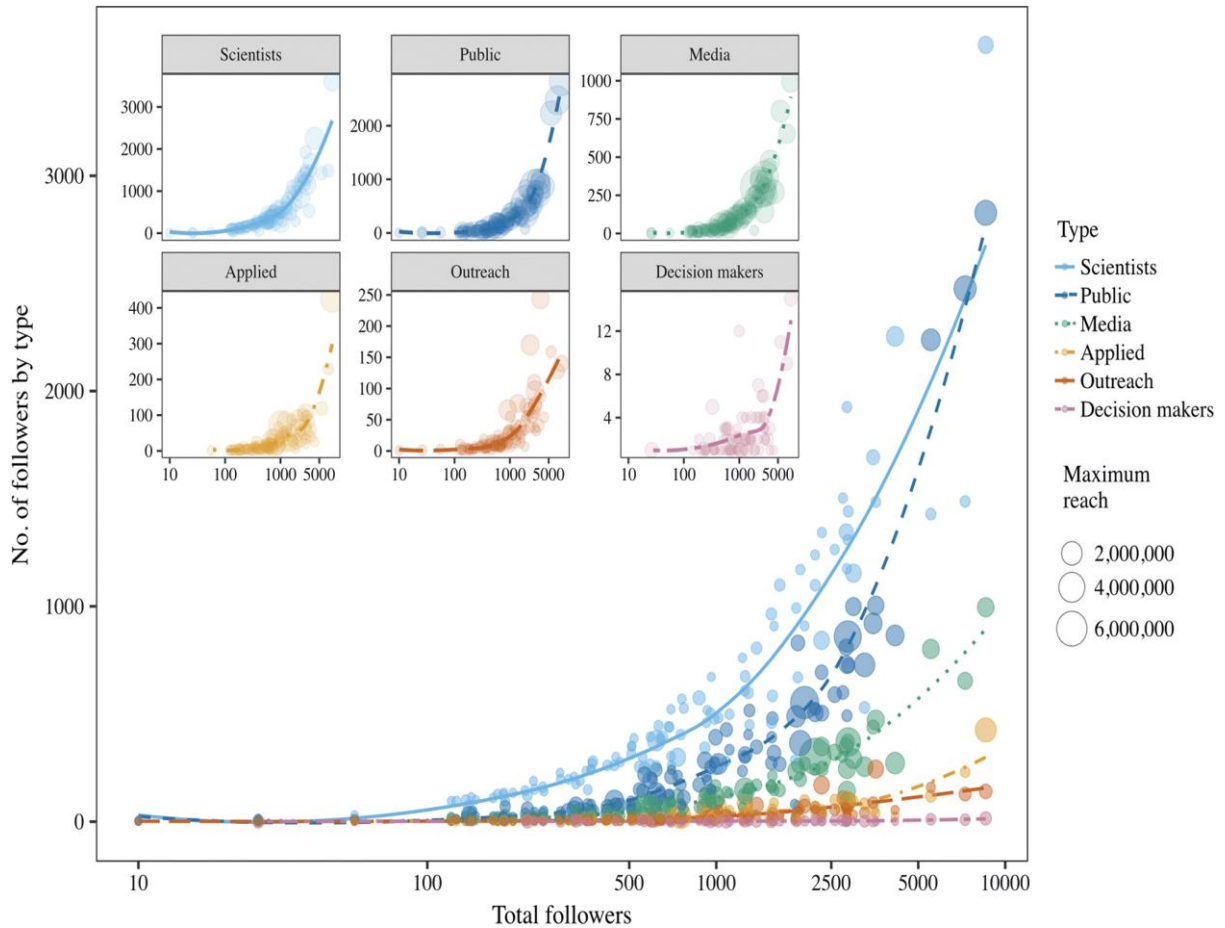 Scientists
Public
Media
3000
2000
1000
0
2000
1000
0
1000
750
500
250
0
Applied
Outreach
Decision makers
400
300
200
100
0
10 100 1000 5000
250
200
150
100
50
0
10 100 1000 5000
12
8
4
10 100 1000 5000
No. of followers by type
3000
2000
1000
0
10 100 500 1000 2500 5000 10000
Total followers
Type
Scientists
Public
Media
Applied
Outreach
Decision makers
Maximum
reach
2,000,000
4,000,000
6,000,000